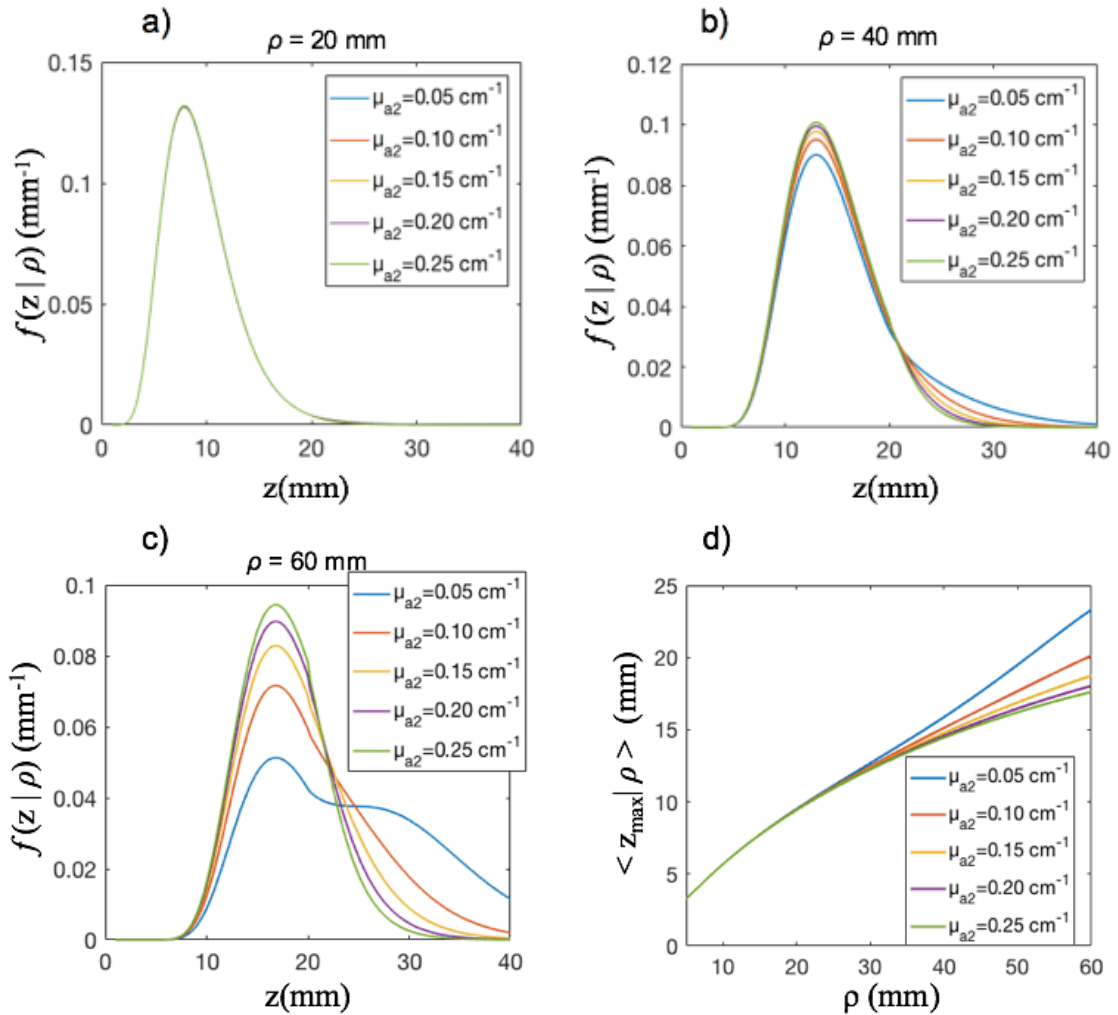 a)
ρ = 20 mm
0.15
0.1
0.05
0
f (z | ρ) (mm⁻¹)
μₐ₂=0.05 cm⁻¹
μₐ₂=0.10 cm⁻¹
μₐ₂=0.15 cm⁻¹
μₐ₂=0.20 cm⁻¹
μₐ₂=0.25 cm⁻¹
0 10 20 30 40
z(mm)
b)
ρ = 40 mm
0.12
0.1
0.08
0.06
0.04
0.02
0
f (z | ρ) (mm⁻¹)
μₐ₂=0.05 cm⁻¹
μₐ₂=0.10 cm⁻¹
μₐ₂=0.15 cm⁻¹
μₐ₂=0.20 cm⁻¹
μₐ₂=0.25 cm⁻¹
0 10 20 30 40
z(mm)
c)
ρ = 60 mm
0.1
0.08
0.06
0.04
0.02
0
f (z | ρ) (mm⁻¹)
μₐ₂=0.05 cm⁻¹
μₐ₂=0.10 cm⁻¹
μₐ₂=0.15 cm⁻¹
μₐ₂=0.20 cm⁻¹
μₐ₂=0.25 cm⁻¹
0 10 20 30 40
z(mm)
d)
25
20
15
10
5
0
< zₘₐₓ| ρ > (mm)
μₐ₂=0.05 cm⁻¹
μₐ₂=0.10 cm⁻¹
μₐ₂=0.15 cm⁻¹
μₐ₂=0.20 cm⁻¹
μₐ₂=0.25 cm⁻¹
10 20 30 40 50 60
ρ (mm)